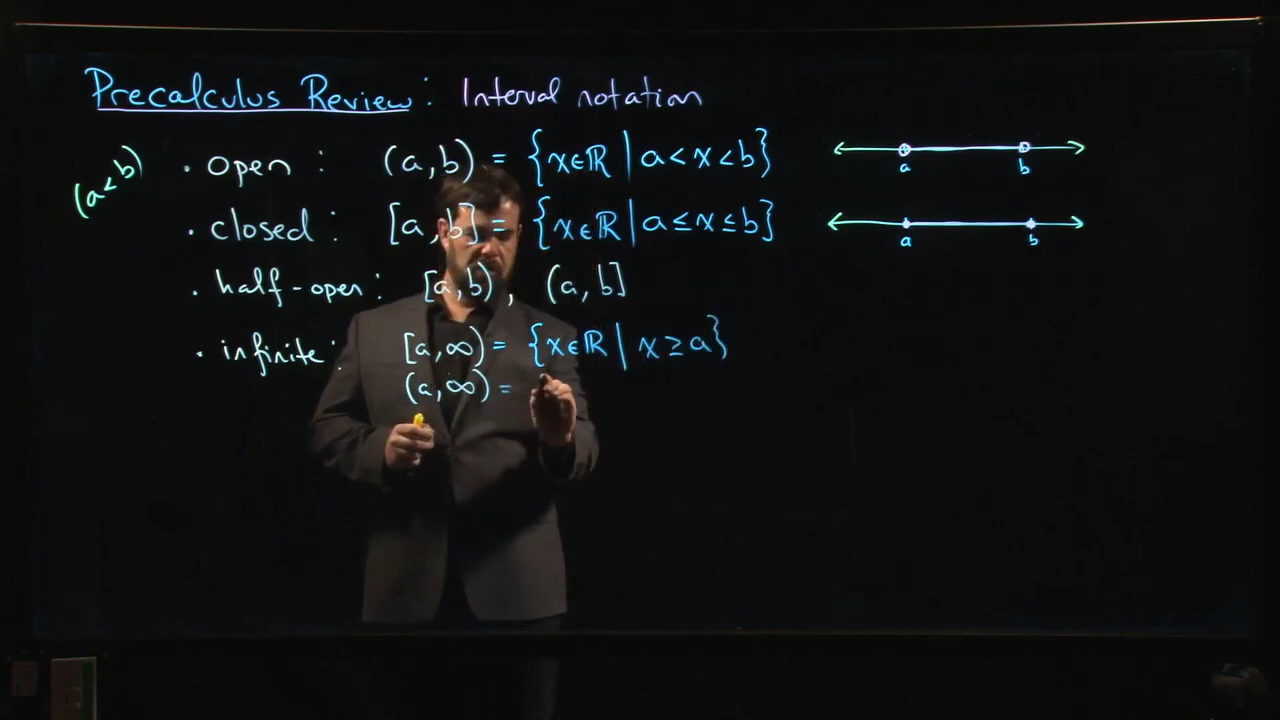 Precalculus Review: Interval notation
(a<b)
· open : (a,b) = {x∈ℝ | a<x<b}
a b
· closed : [a,b] = {x∈ℝ | a≤x≤b}
a b
· half-open : [a,b) , (a,b]
· infinite : [a,∞) = {x∈ℝ | x≥a}
(a,∞) =